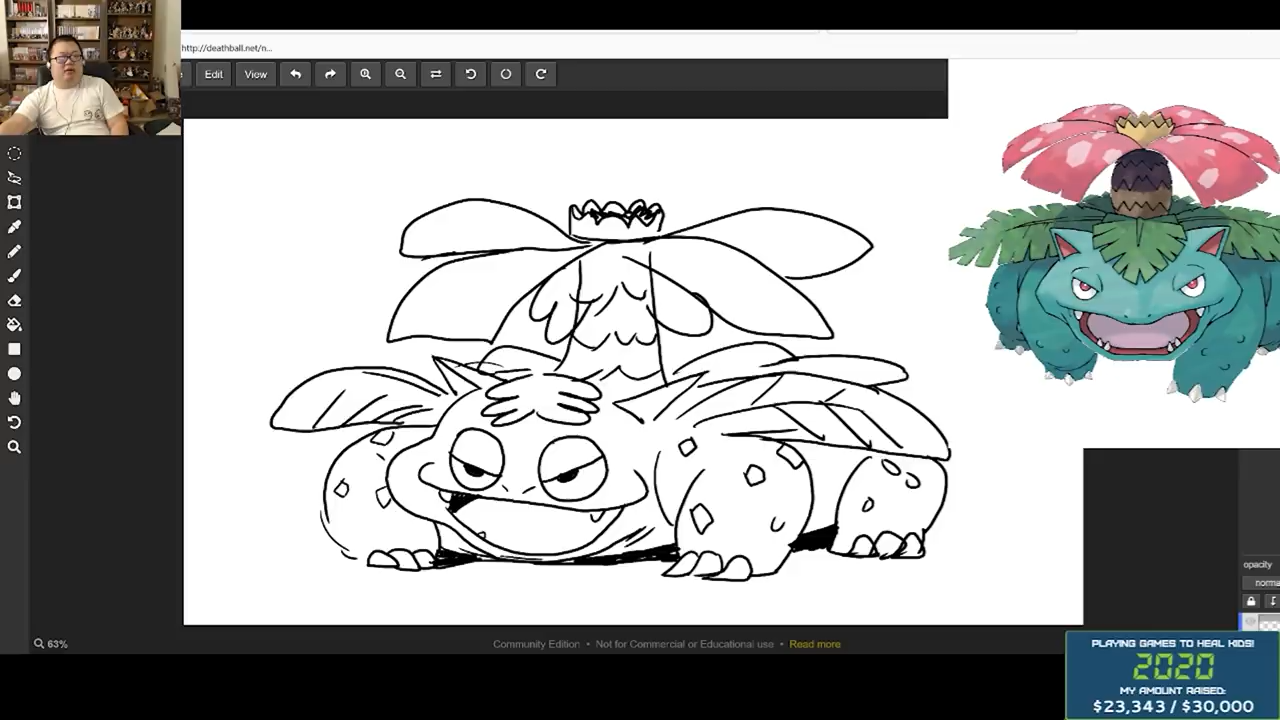 http://deathball.net/n...
Edit
View
opacity
norma
63%
Community Edition • Not for Commercial or Educational use • Read more
PLAYING GAMES TO HEAL KIDS!
2020
MY AMOUNT RAISED:
$23,343 / $30,000